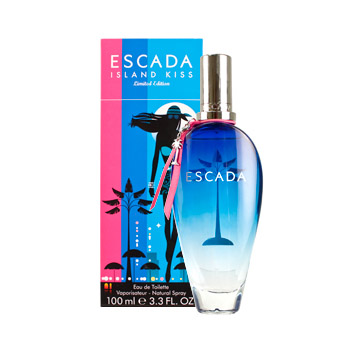 ESCADA
ISLAND KISS
Limited Edition
ESCADA
Eau de Toilette
Vaporisateur - Natural Spray
100 ml e 3.3 FL. OZ